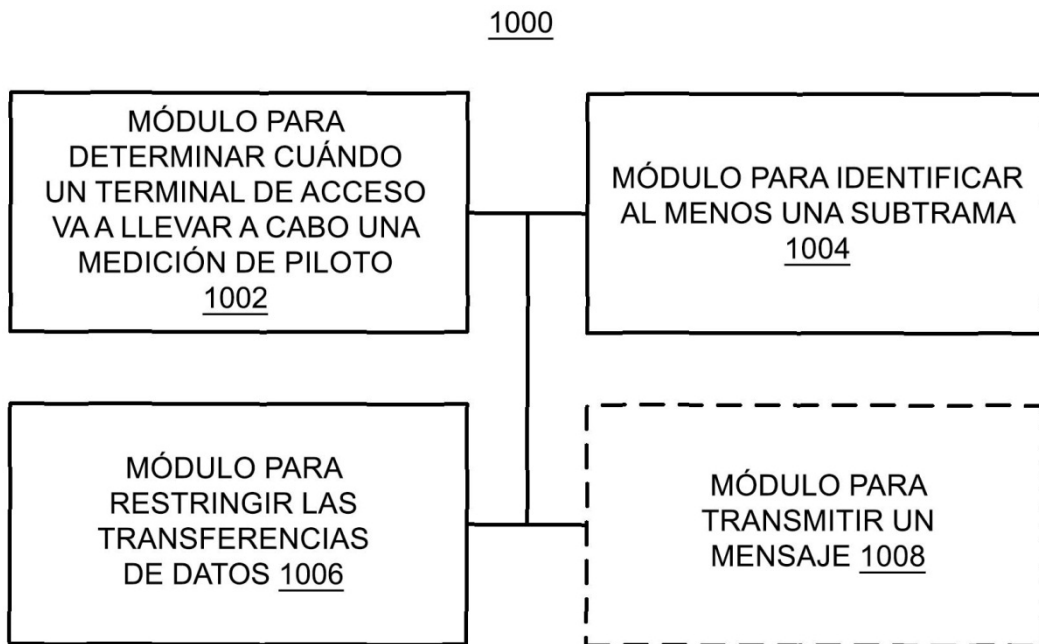 1000
MÓDULO PARA
DETERMINAR CUÁNDO
UN TERMINAL DE ACCESO
VA A LLEVAR A CABO UNA
MEDICIÓN DE PILOTO
1002
MÓDULO PARA IDENTIFICAR
AL MENOS UNA SUBTRAMA
1004
MÓDULO PARA
RESTRINGIR LAS
TRANSFERENCIAS
DE DATOS 1006
MÓDULO PARA
TRANSMITIR UN
MENSAJE 1008